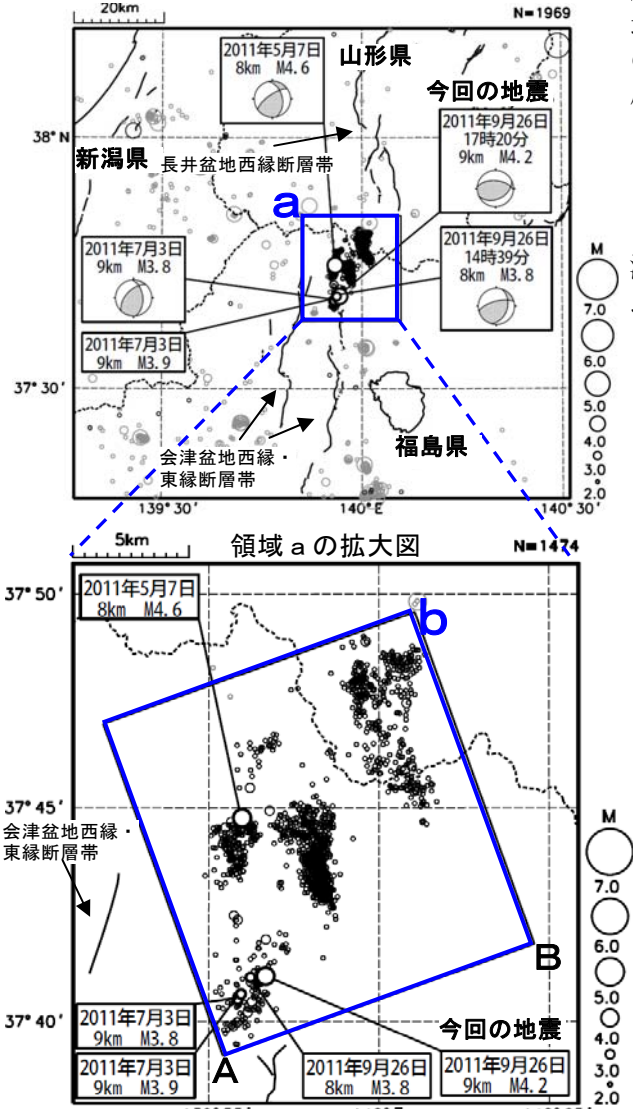 20km
N=1969
2011年5月7日
8km M4.6
山形県
今回の地震
2011年9月26日
17時20分
9km M4.2
38°N
新潟県
長井盆地西縁断層帯
a
2011年7月3日
9km M3.8
2011年9月26日
14時39分
8km M3.8
2011年7月3日
9km M3.9
M
7.0
6.0
5.0
4.0
3.0
2.0
37°30'
会津盆地西縁・
東縁断層帯
福島県
139°30'
140°E
140°30'
5km
領域aの拡大図
N=1474
37°50'
2011年5月7日
8km M4.6
b
37°45'
会津盆地西縁・
東縁断層帯
M
7.0
6.0
5.0
4.0
3.0
2.0
B
37°40'
2011年7月3日
9km M3.8
今回の地震
2011年7月3日
9km M3.9
A
2011年9月26日
8km M3.8
2011年9月26日
9km M4.2